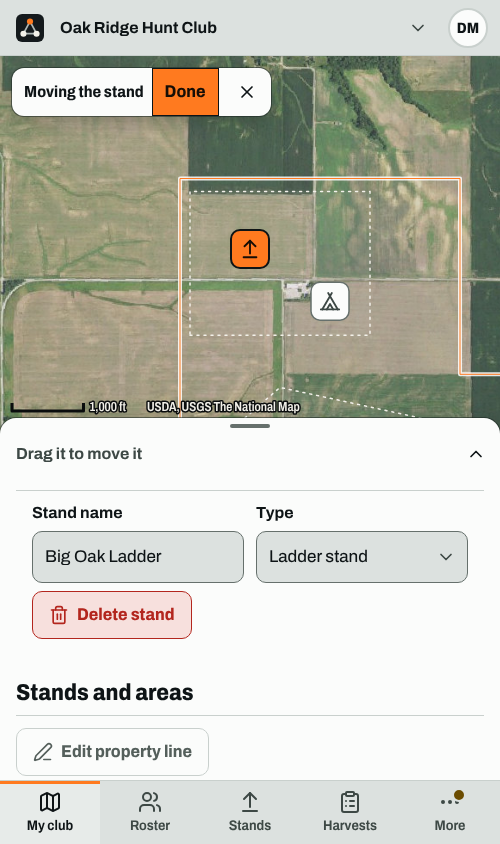 Oak Ridge Hunt Club
DM
Moving the stand
Done
1,000 ft
USDA, USGS The National Map
Drag it to move it
Stand name
Type
Big Oak Ladder
Ladder stand
Delete stand
Stands and areas
Edit property line
My club
Roster
Stands
Harvests
More